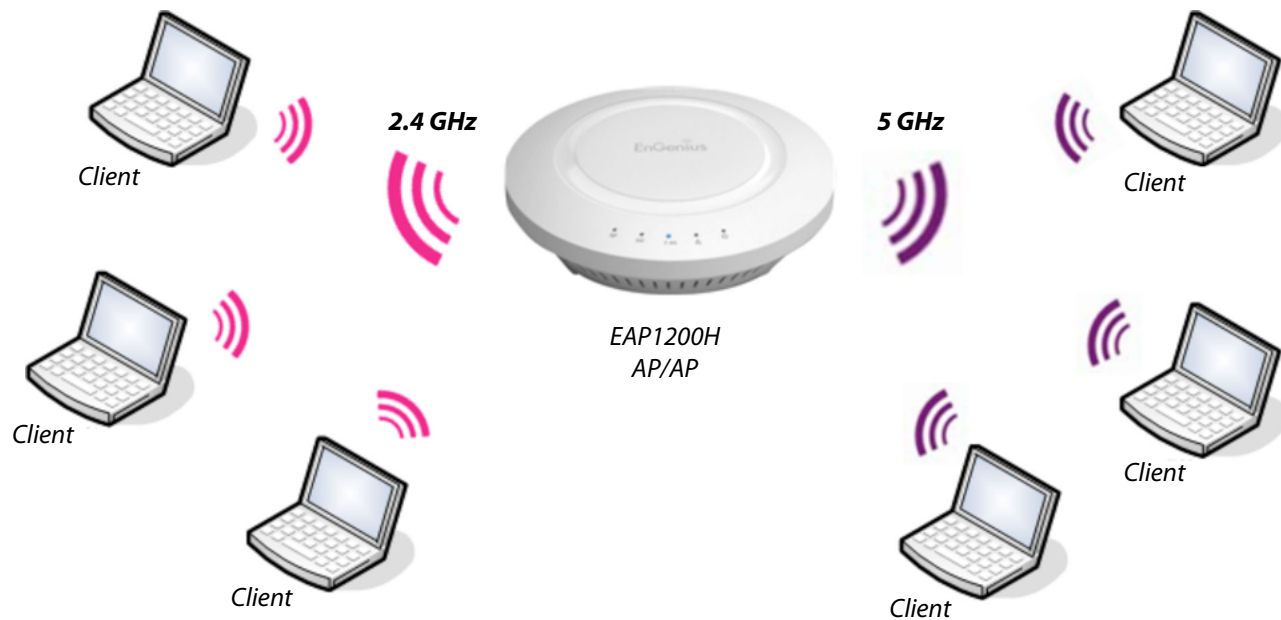 2.4 GHz
5 GHz
EnGenius
Client
Client
EAP1200H
AP/AP
Client
Client
Client
Client